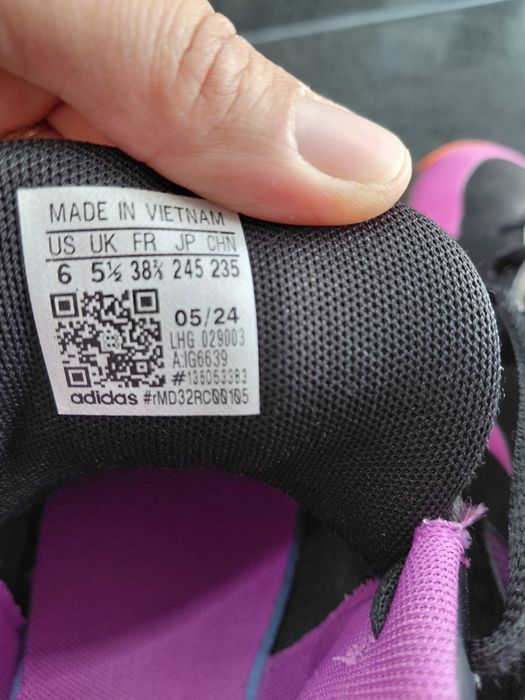 MADE IN VIETNAM
US UK FR JP CHN
6 5½ 38⅔ 245 235
05/24
LHG 029003
A:IG6639
#135063383
adidas #rMD32RC00105